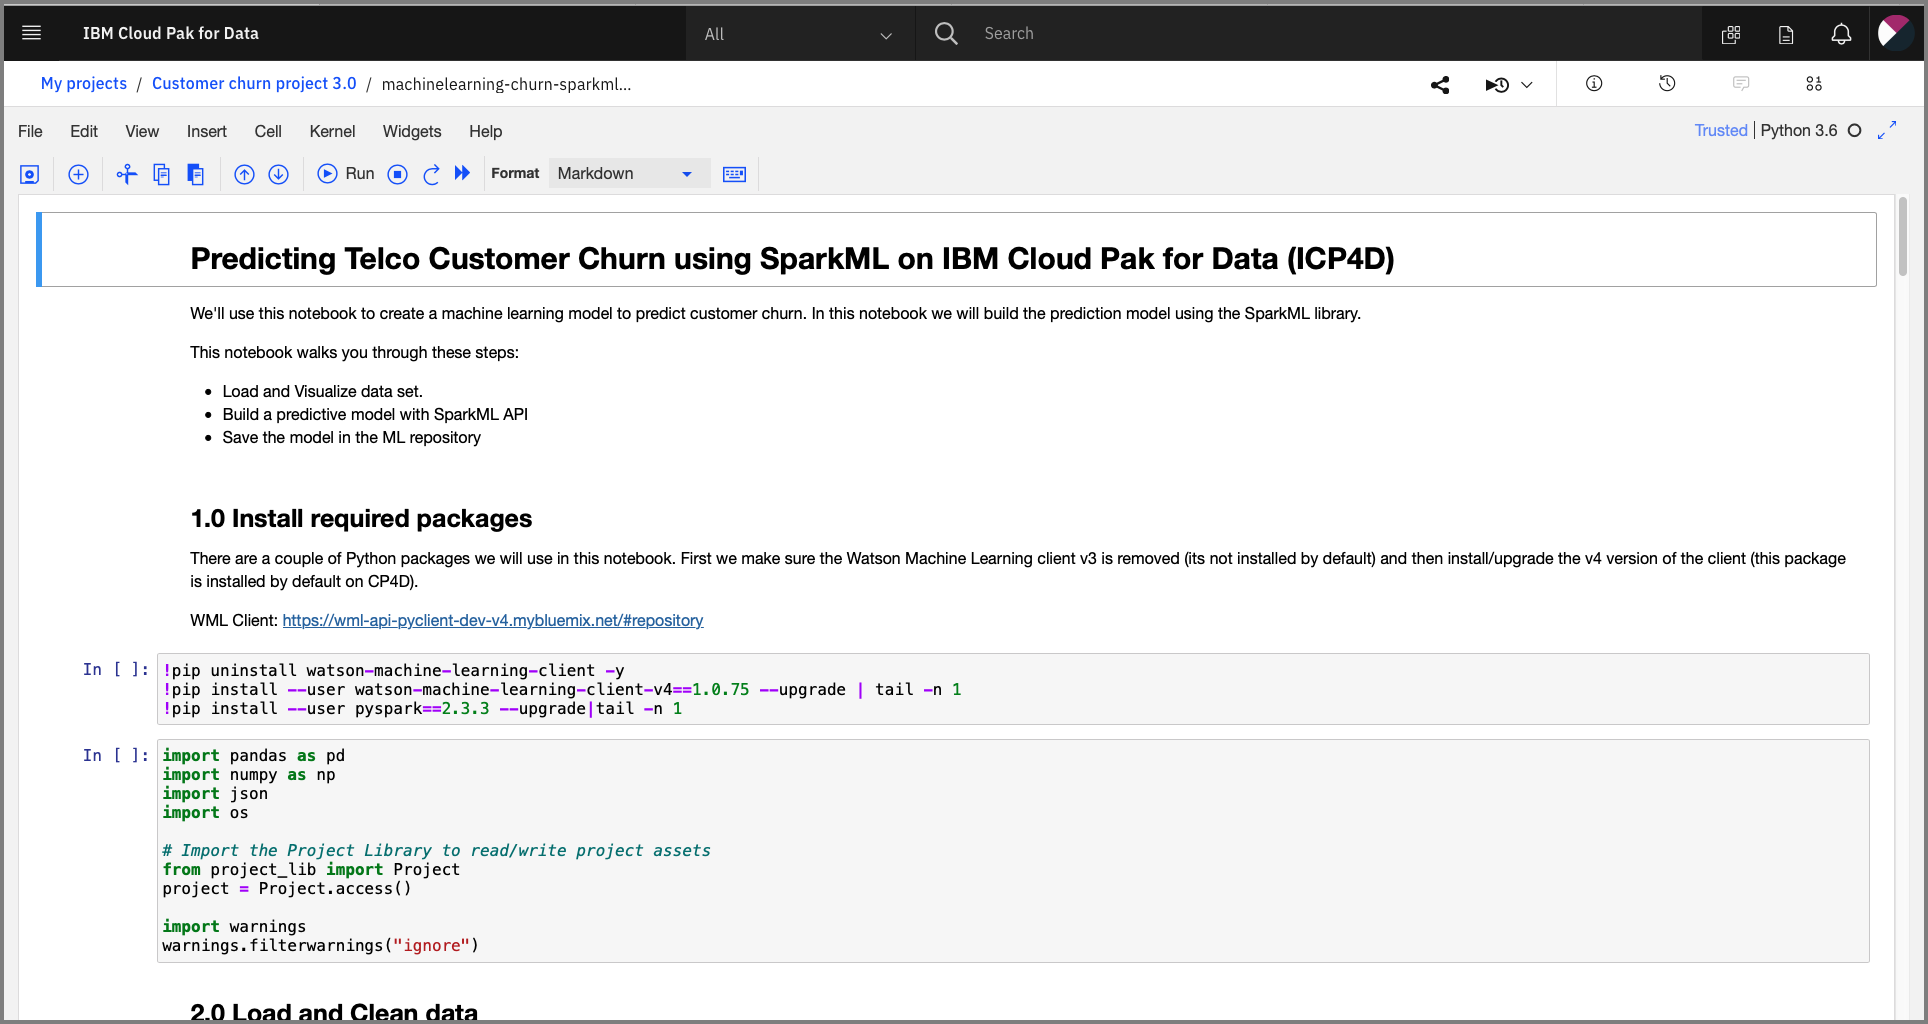 IBM Cloud Pak for Data
All
Search
My projects / Customer churn project 3.0 / machinelearning-churn-sparkml...
File Edit View Insert Cell Kernel Widgets Help
Trusted | Python 3.6
Run
Format
Markdown
Predicting Telco Customer Churn using SparkML on IBM Cloud Pak for Data (ICP4D)
We'll use this notebook to create a machine learning model to predict customer churn. In this notebook we will build the prediction model using the SparkML library.
This notebook walks you through these steps:
• Load and Visualize data set.
• Build a predictive model with SparkML API
• Save the model in the ML repository
1.0 Install required packages
There are a couple of Python packages we will use in this notebook. First we make sure the Watson Machine Learning client v3 is removed (its not installed by default) and then install/upgrade the v4 version of the client (this package
is installed by default on CP4D).
WML Client: https://wml-api-pyclient-dev-v4.mybluemix.net/#repository
In [ ]: !pip uninstall watson-machine-learning-client -y
!pip install --user watson-machine-learning-client-v4==1.0.75 --upgrade | tail -n 1
!pip install --user pyspark==2.3.3 --upgrade|tail -n 1
In [ ]: import pandas as pd
import numpy as np
import json
import os
# Import the Project Library to read/write project assets
from project_lib import Project
project = Project.access()
import warnings
warnings.filterwarnings("ignore")
2.0 Load and Clean data